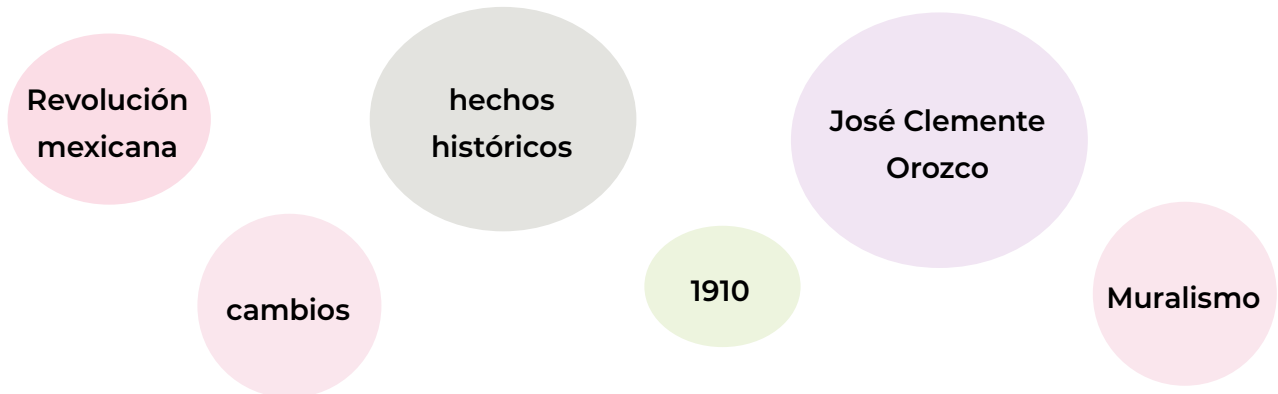 Revolución
mexicana
hechos
históricos
José Clemente
Orozco
cambios
1910
Muralismo